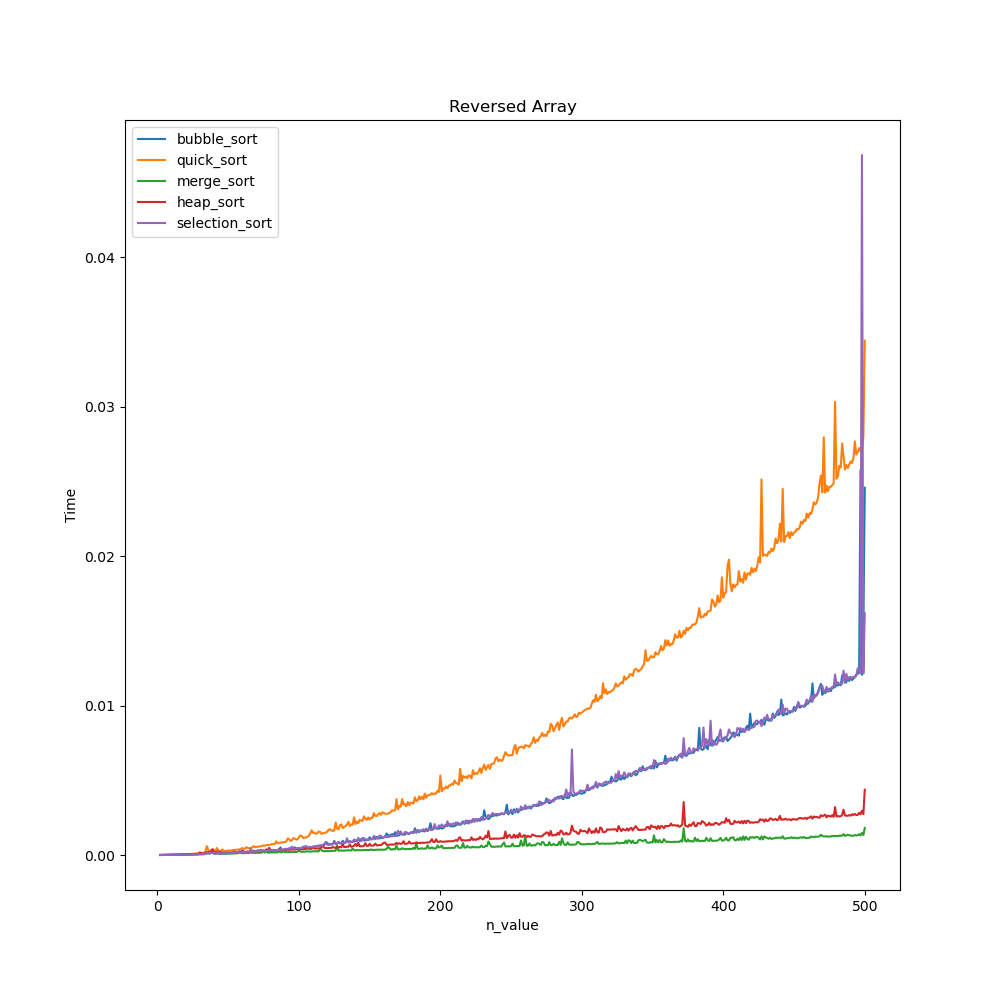 Reversed Array
bubble_sort
quick_sort
merge_sort
heap_sort
selection_sort
0.04
0.03
0.02
0.01
0.00
Time
0 100 200 300 400 500
n_value